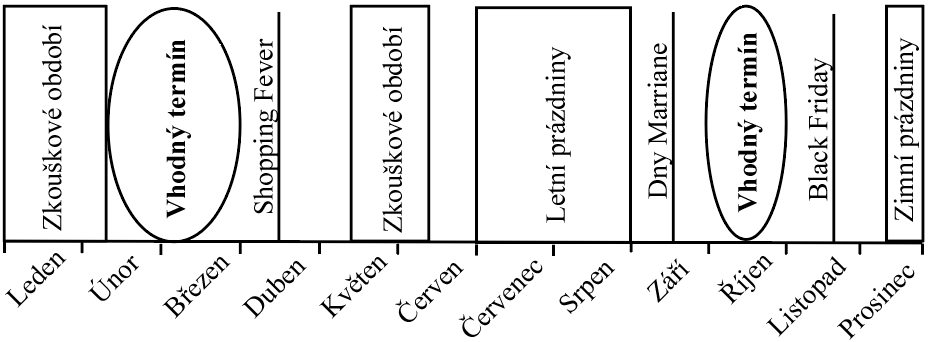 Zkouškové období
Vhodný termín
Shopping Fever
Zkouškové období
Letní prázdniny
Dny Marriane
Vhodný termín
Black Friday
Zimní prázdniny
Leden
Únor
Březen
Duben
Květen
Červen
Červenec
Srpen
Září
Říjen
Listopad
Prosinec